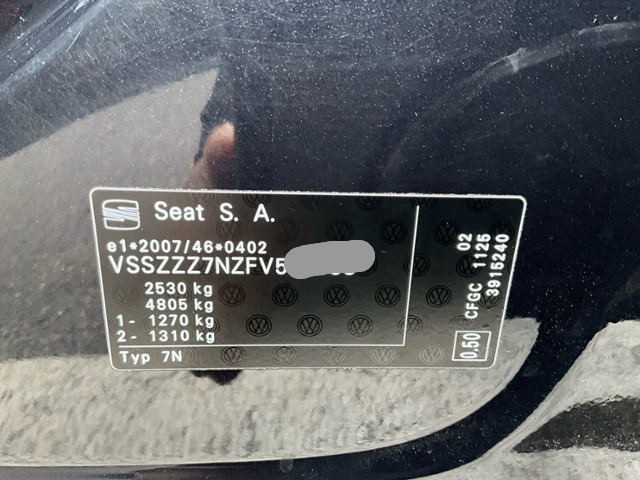 Seat S. A.
e1*2007/46*0402
VSSZZZ7NZFV5
2530 kg
4805 kg
1- 1270 kg
2- 1310 kg
Typ 7N
02
CFGC 1125
3915240
0.50